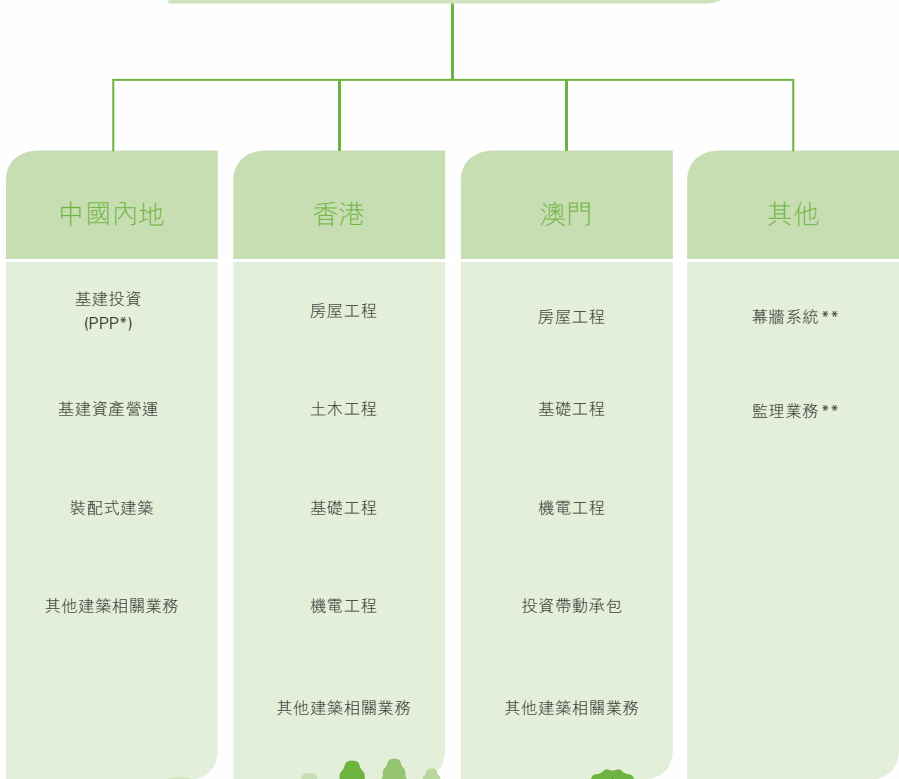 中國內地
基建投資
(PPP*)
基建資產營運
裝配式建築
其他建築相關業務
香港
房屋工程
土木工程
基礎工程
機電工程
其他建築相關業務
澳門
房屋工程
基礎工程
機電工程
投資帶動承包
其他建築相關業務
其他
幕牆系統**
監理業務**